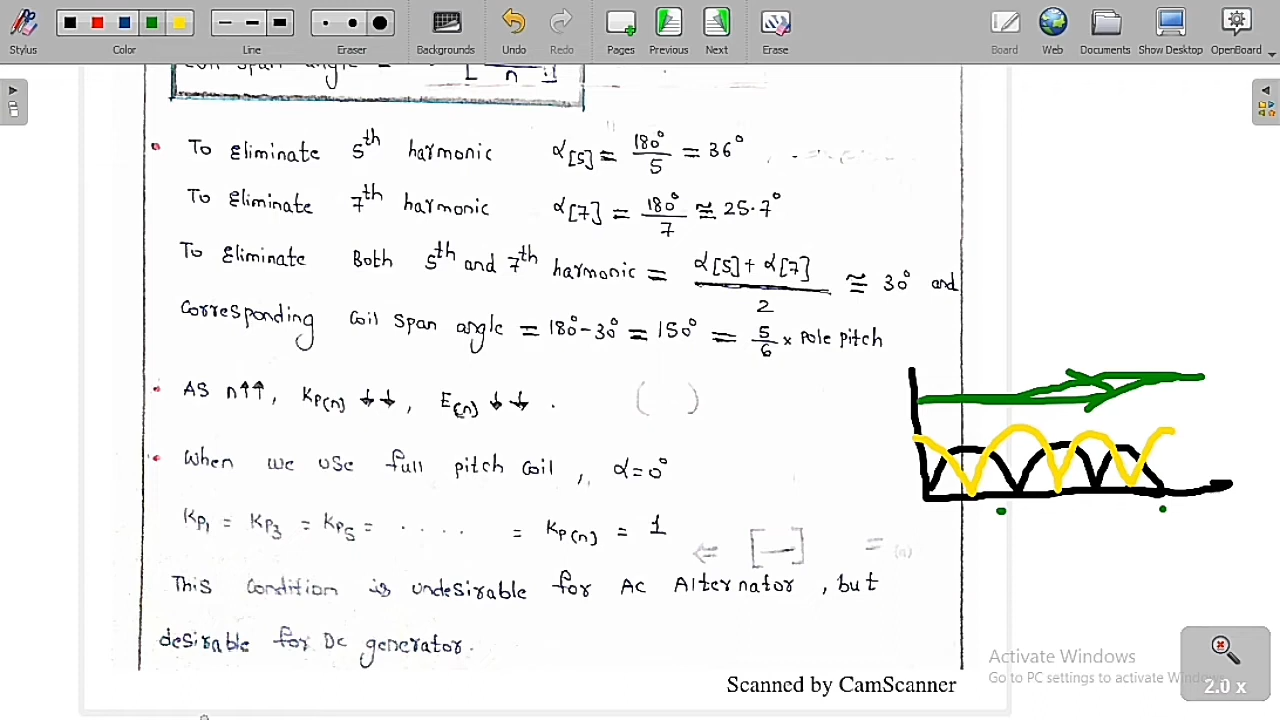 Stylus
Color
Line
Eraser
Backgrounds
Undo
Redo
Pages
Previous
Next
Erase
Board
Web
Documents
Show Desktop
OpenBoard
coil span angle =
n
• To Eliminate 5th harmonic α[5] = 180°/5 = 36°
To Eliminate 7th harmonic α[7] = 180°/7 ≅ 25.7°
To Eliminate Both 5th and 7th harmonic = α[5] + α[7] / 2 ≅ 30° and
Corresponding Coil Span angle = 180° - 30° = 150° = 5/6 × Pole pitch
• As n↑↑, Kp(n) ↓↓, E(n) ↓↓ .
• When we use full pitch coil, α = 0°
Kp1 = Kp3 = Kp5 = . . . . . = Kp(n) = 1
This Condition is undesirable for AC Alternator, but
desirable for DC generator.
Scanned by CamScanner
Activate Windows
Go to PC settings to activate Windows.
2.0 x